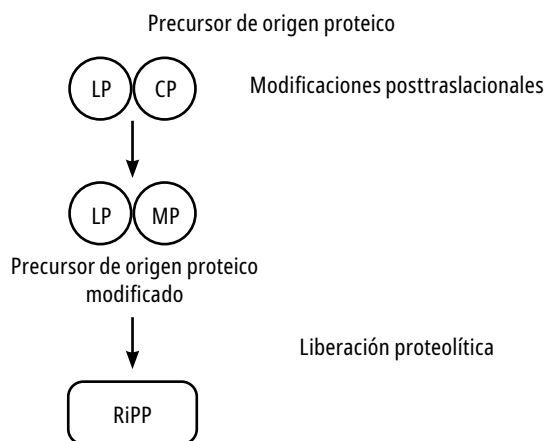 Precursor de origen proteico
LP CP
Modificaciones posttraslacionales
LP MP
Precursor de origen proteico
modificado
Liberación proteolítica
RiPP